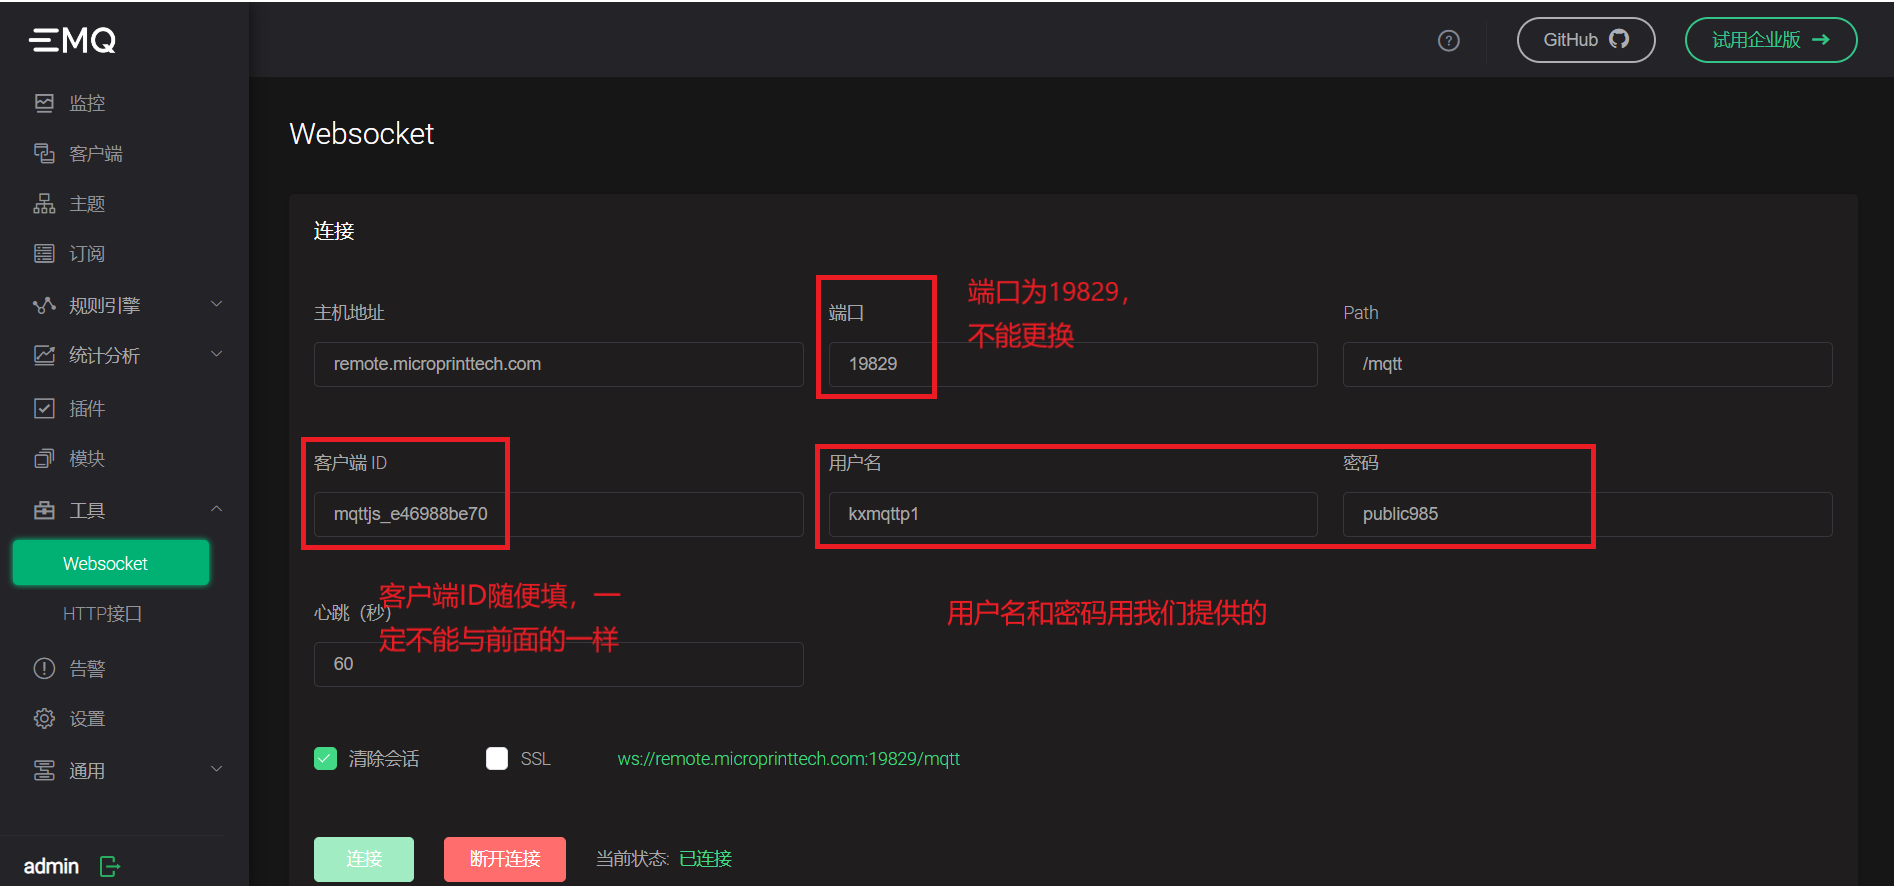 EMQ
GitHub
试用企业版
监控
客户端
主题
订阅
规则引擎
统计分析
插件
模块
工具
Websocket
HTTP接口
告警
设置
通用
admin
Websocket
连接
主机地址
remote.microprinttech.com
端口
19829
端口为19829，
不能更换
Path
/mqtt
客户端 ID
mqttjs_e46988be70
用户名
kxmqttp1
密码
public985
客户端ID随便填，一
定不能与前面的一样
用户名和密码用我们提供的
心跳（秒）
60
清除会话
SSL
ws://remote.microprinttech.com:19829/mqtt
连接
断开连接
当前状态: 已连接